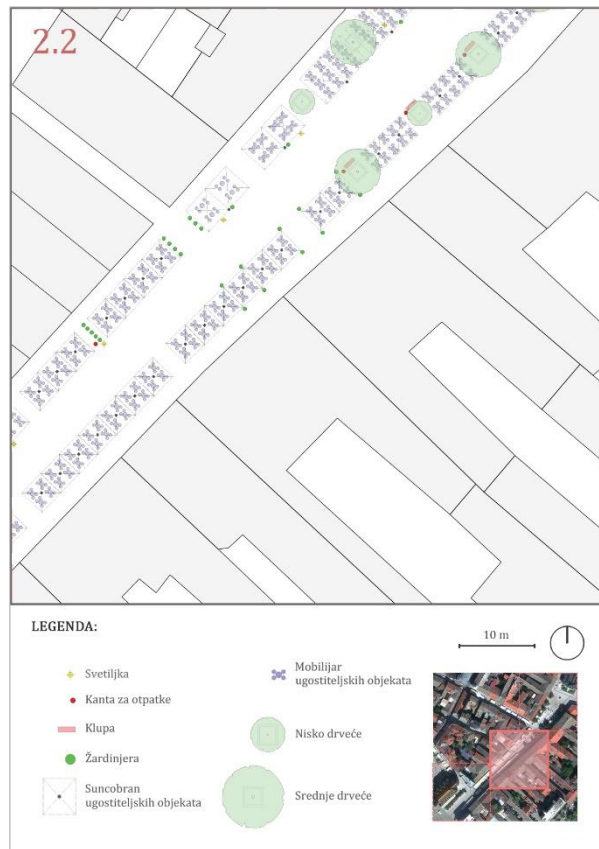 2.2
LEGENDA:
10 m
Svetiljka
Kanta za otpatke
Klupa
Žardinjera
Suncobran
ugostiteljskih objekata
Mobilijar
ugostiteljskih objekata
Nisko drveće
Srednje drveće